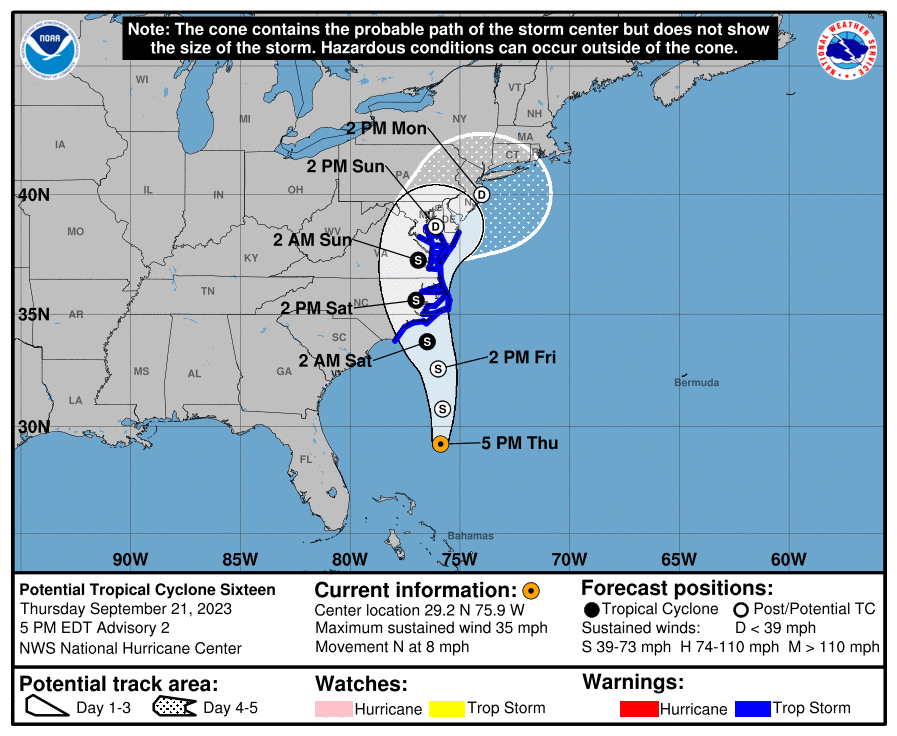 Note: The cone contains the probable path of the storm center but does not show
the size of the storm. Hazardous conditions can occur outside of the cone.
NOAA
NATIONAL WEATHER SERVICE
WI
MI
NY
VT
NH
MA
CT
RI
IA
IL
IN
OH
PA
NJ
MD
DE
MO
KY
WV
VA
AR
TN
NC
SC
LA
MS
AL
GA
FL
Bermuda
Bahamas
2 PM Mon
D
2 PM Sun
D
2 AM Sun
S
2 PM Sat
S
2 AM Sat
S
2 PM Fri
S
S
5 PM Thu
40N
35N
30N
90W
85W
80W
75W
70W
65W
60W
Potential Tropical Cyclone Sixteen
Thursday September 21, 2023
5 PM EDT Advisory 2
NWS National Hurricane Center
Current information:
Center location 29.2 N 75.9 W
Maximum sustained wind 35 mph
Movement N at 8 mph
Forecast positions:
Tropical Cyclone Post/Potential TC
Sustained winds: D < 39 mph
S 39-73 mph H 74-110 mph M > 110 mph
Potential track area:
Day 1-3 Day 4-5
Watches:
Hurricane Trop Storm
Warnings:
Hurricane Trop Storm